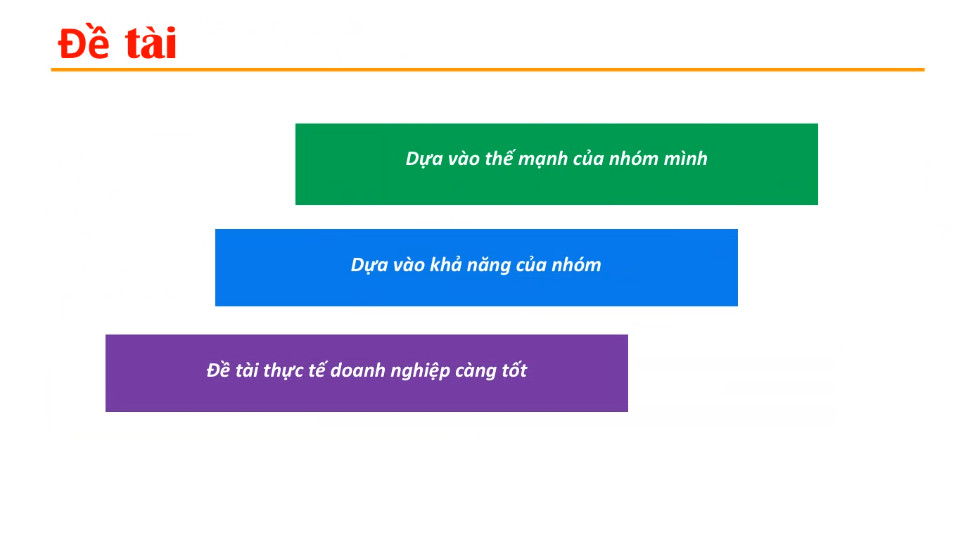 Đề tài
Dựa vào thế mạnh của nhóm mình
Dựa vào khả năng của nhóm
Đề tài thực tế doanh nghiệp càng tốt